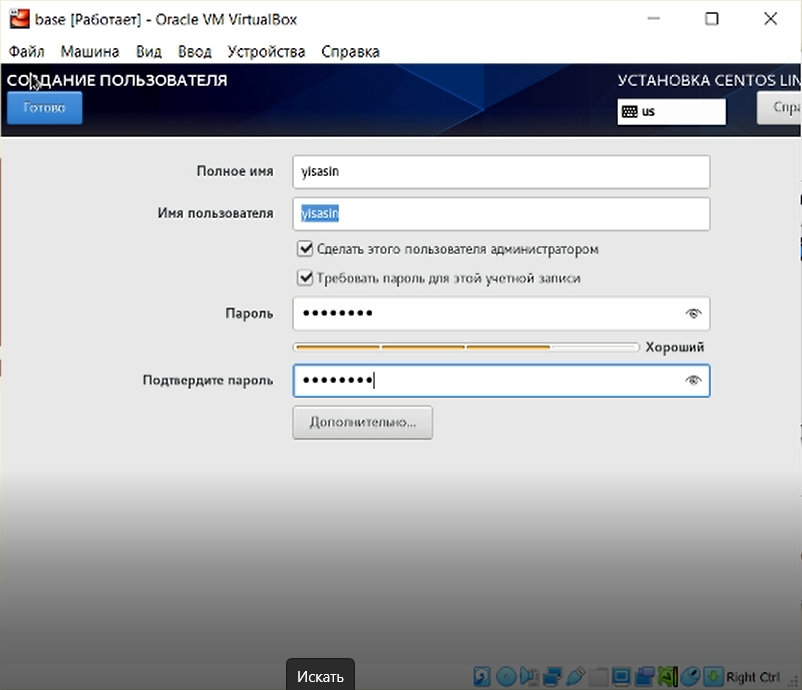 base [Работает] - Oracle VM VirtualBox
Файл Машина Вид Ввод Устройства Справка
СОЗДАНИЕ ПОЛЬЗОВАТЕЛЯ УСТАНОВКА CENTOS LIN
Готово us Спра
Полное имя yisasin
Имя пользователя yisasin
Сделать этого пользователя администратором
Требовать пароль для этой учетной записи
Пароль ••••••••
Хороший
Подтвердите пароль ••••••••
Дополнительно...
Искать
Right Ctrl